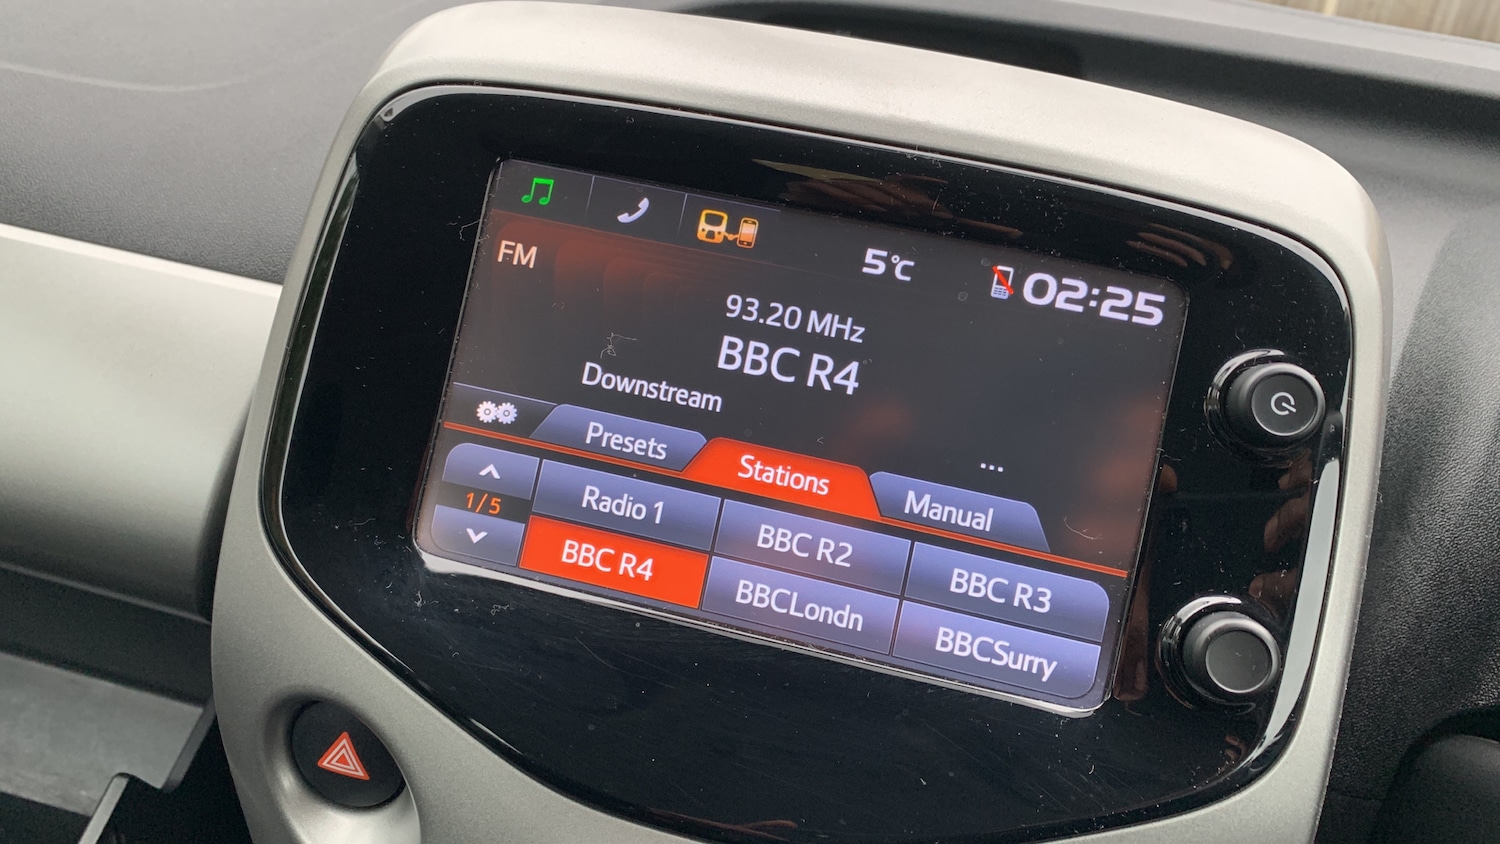 5°C
02:25
FM
93.20 MHz
BBC R4
Downstream
Presets
Stations
Manual
...
1/5
Radio 1
BBC R2
BBC R3
BBC R4
BBCLondn
BBCSurry